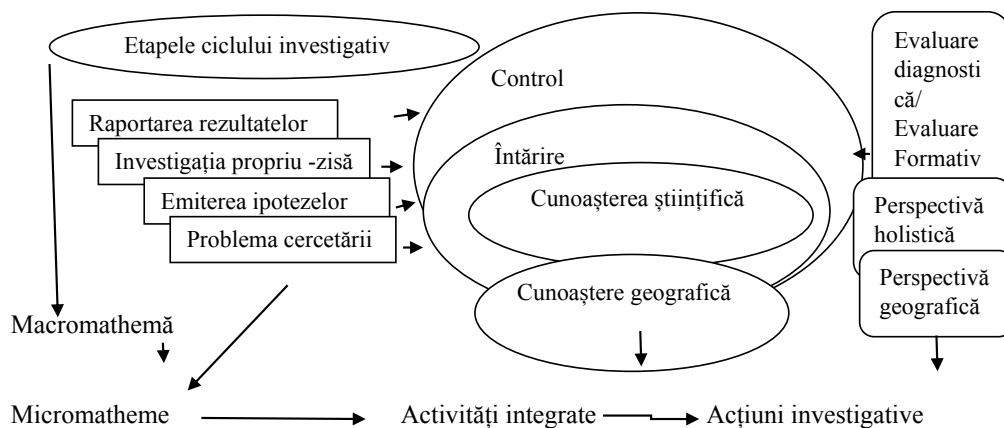 Etapele ciclului investigativ
Raportarea rezultatelor
Investigația propriu -zisă
Emiterea ipotezelor
Problema cercetării
Control
Întărire
Cunoașterea științifică
Cunoaștere geografică
Evaluare
diagnosti
că/
Evaluare
Formativ
Perspectivă
holistică
Perspectivă
geografică
Macromathemă
Micromatheme
Activități integrate
Acțiuni investigative